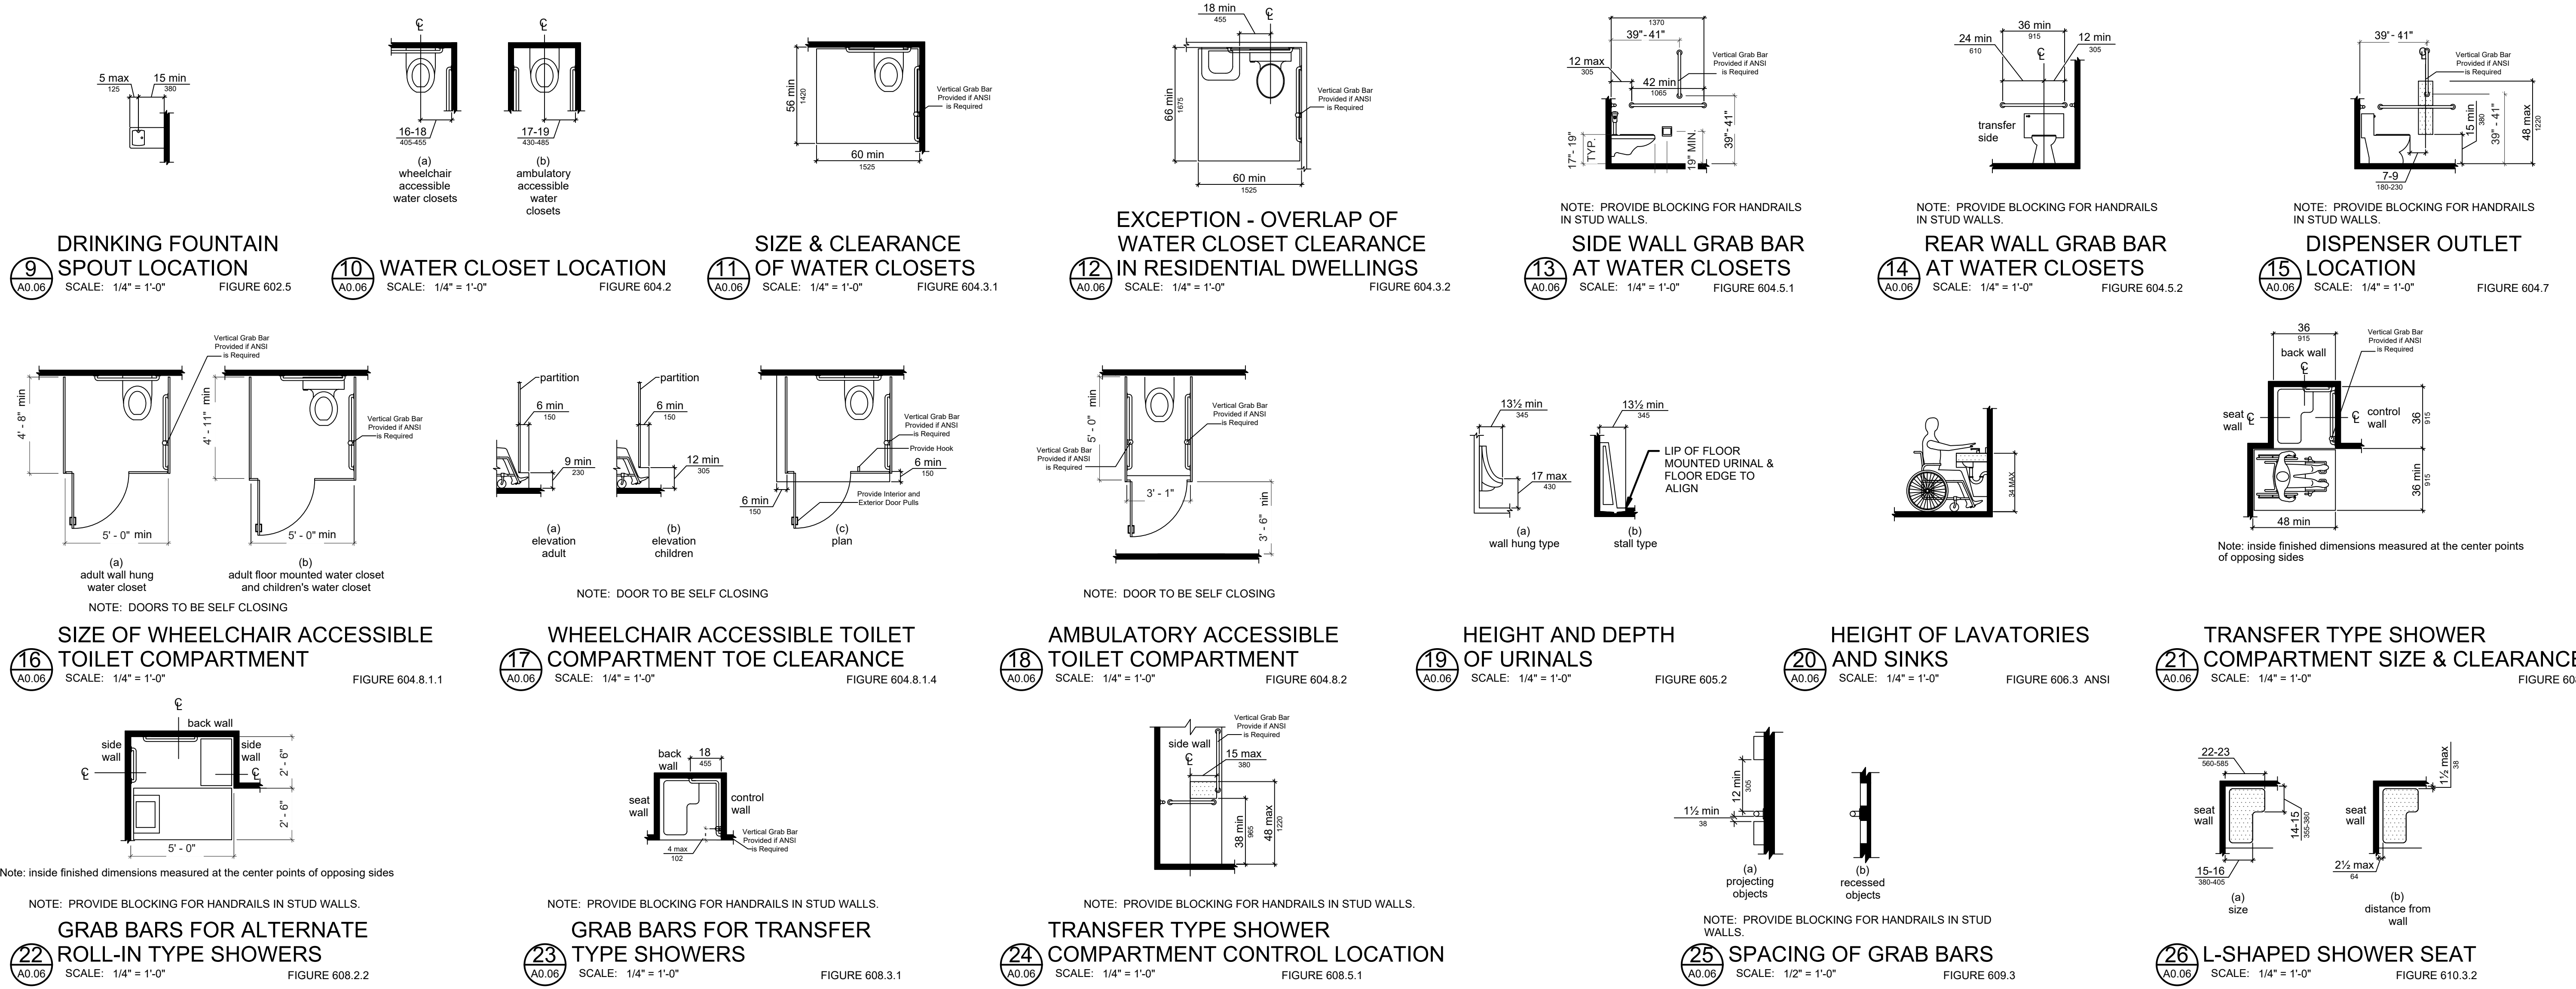 5 max
125
15 min
380
9
A0.06
DRINKING FOUNTAIN
SPOUT LOCATION
SCALE: 1/4" = 1'-0"
FIGURE 602.5
16-18
405-455
(a)
wheelchair
accessible
water closets
17-19
430-485
(b)
ambulatory
accessible
water
closets
10
A0.06
WATER CLOSET LOCATION
SCALE: 1/4" = 1'-0"
FIGURE 604.2
56 min
1420
60 min
1525
Vertical Grab Bar
Provided if ANSI
is Required
11
A0.06
SIZE & CLEARANCE
OF WATER CLOSETS
SCALE: 1/4" = 1'-0"
FIGURE 604.3.1
18 min
455
66 min
1675
60 min
1525
Vertical Grab Bar
Provided if ANSI
is Required
12
A0.06
EXCEPTION - OVERLAP OF
WATER CLOSET CLEARANCE
IN RESIDENTIAL DWELLINGS
SCALE: 1/4" = 1'-0"
FIGURE 604.3.2
1370
39"- 41"
12 max
305
42 min
1065
Vertical Grab Bar
Provided if ANSI
is Required
17"- 19"
TYP.
19" MIN.
39"- 41"
NOTE: PROVIDE BLOCKING FOR HANDRAILS
IN STUD WALLS.
13
A0.06
SIDE WALL GRAB BAR
AT WATER CLOSETS
SCALE: 1/4" = 1'-0"
FIGURE 604.5.1
36 min
915
24 min
610
12 min
305
transfer
side
NOTE: PROVIDE BLOCKING FOR HANDRAILS
IN STUD WALLS.
14
A0.06
REAR WALL GRAB BAR
AT WATER CLOSETS
SCALE: 1/4" = 1'-0"
FIGURE 604.5.2
39"- 41"
Vertical Grab Bar
Provided if ANSI
is Required
15 min
380
39" - 41"
48 max
1220
7-9
180-230
NOTE: PROVIDE BLOCKING FOR HANDRAILS
IN STUD WALLS.
15
A0.06
DISPENSER OUTLET
LOCATION
SCALE: 1/4" = 1'-0"
FIGURE 604.7
Vertical Grab Bar
Provided if ANSI
is Required
4' - 8" min
5' - 0" min
(a)
adult wall hung
water closet
4' - 11" min
Vertical Grab Bar
Provided if ANSI
is Required
5' - 0" min
(b)
adult floor mounted water closet
and children's water closet
NOTE: DOORS TO BE SELF CLOSING
16
A0.06
SIZE OF WHEELCHAIR ACCESSIBLE
TOILET COMPARTMENT
SCALE: 1/4" = 1'-0"
FIGURE 604.8.1.1
partition
6 min
150
9 min
230
(a)
elevation
adult
partition
6 min
150
12 min
305
(b)
elevation
children
Vertical Grab Bar
Provided if ANSI
is Required
Provide Hook
6 min
150
6 min
150
Provide Interior and
Exterior Door Pulls
(c)
plan
NOTE: DOOR TO BE SELF CLOSING
17
A0.06
WHEELCHAIR ACCESSIBLE TOILET
COMPARTMENT TOE CLEARANCE
SCALE: 1/4" = 1'-0"
FIGURE 604.8.1.4
5' - 0" min
Vertical Grab Bar
Provided if ANSI
is Required
Vertical Grab Bar
Provided if ANSI
is Required
3' - 1"
3' - 6" min
NOTE: DOOR TO BE SELF CLOSING
18
A0.06
AMBULATORY ACCESSIBLE
TOILET COMPARTMENT
SCALE: 1/4" = 1'-0"
FIGURE 604.8.2
13½ min
345
17 max
430
(a)
wall hung type
13½ min
345
LIP OF FLOOR
MOUNTED URINAL &
FLOOR EDGE TO
ALIGN
(b)
stall type
19
A0.06
HEIGHT AND DEPTH
OF URINALS
SCALE: 1/4" = 1'-0"
FIGURE 605.2
34 MAX
20
A0.06
HEIGHT OF LAVATORIES
AND SINKS
SCALE: 1/4" = 1'-0"
FIGURE 606.3 ANSI
36
915
back wall
Vertical Grab Bar
Provided if ANSI
is Required
seat
wall
control
wall
36
915
36 min
915
48 min
Note: inside finished dimensions measured at the center points
of opposing sides
21
A0.06
TRANSFER TYPE SHOWER
COMPARTMENT SIZE & CLEARANCE
SCALE: 1/4" = 1'-0"
FIGURE
back wall
side
wall
side
wall
2' - 6"
2' - 6"
5' - 0"
Note: inside finished dimensions measured at the center points of opposing sides
NOTE: PROVIDE BLOCKING FOR HANDRAILS IN STUD WALLS.
22
A0.06
GRAB BARS FOR ALTERNATE
ROLL-IN TYPE SHOWERS
SCALE: 1/4" = 1'-0"
FIGURE 608.2.2
back
wall
18
455
seat
wall
control
wall
4 max
102
Vertical Grab Bar
Provided if ANSI
is Required
NOTE: PROVIDE BLOCKING FOR HANDRAILS IN STUD WALLS.
23
A0.06
GRAB BARS FOR TRANSFER
TYPE SHOWERS
SCALE: 1/4" = 1'-0"
FIGURE 608.3.1
Vertical Grab Bar
Provide if ANSI
is Required
side wall
15 max
380
38 min
965
48 max
1220
NOTE: PROVIDE BLOCKING FOR HANDRAILS IN STUD WALLS.
24
A0.06
TRANSFER TYPE SHOWER
COMPARTMENT CONTROL LOCATION
SCALE: 1/4" = 1'-0"
FIGURE 608.5.1
12 min
305
1½ min
38
(a)
projecting
objects
(b)
recessed
objects
NOTE: PROVIDE BLOCKING FOR HANDRAILS IN STUD
WALLS.
25
A0.06
SPACING OF GRAB BARS
SCALE: 1/2" = 1'-0"
FIGURE 609.3
22-23
560-585
seat
wall
14-15
355-380
15-16
380-405
(a)
size
1½ max
38
seat
wall
2½ max
64
(b)
distance from
wall
26
A0.06
L-SHAPED SHOWER SEAT
SCALE: 1/4" = 1'-0"
FIGURE 610.3.2